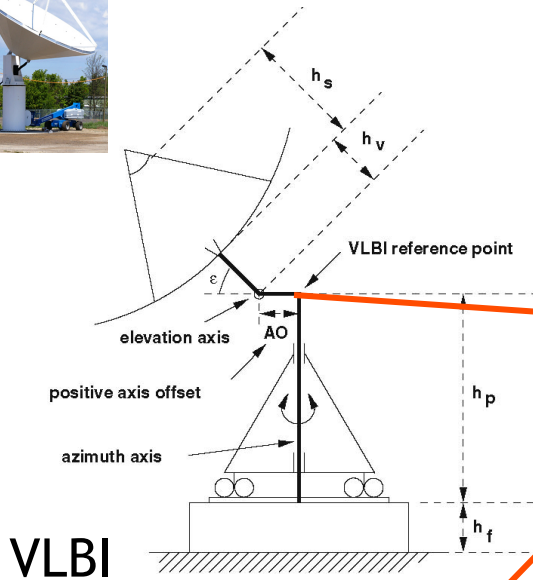 h s
h v
VLBI reference point
ε
elevation axis
AO
positive axis offset
h p
azimuth axis
h f
VLBI